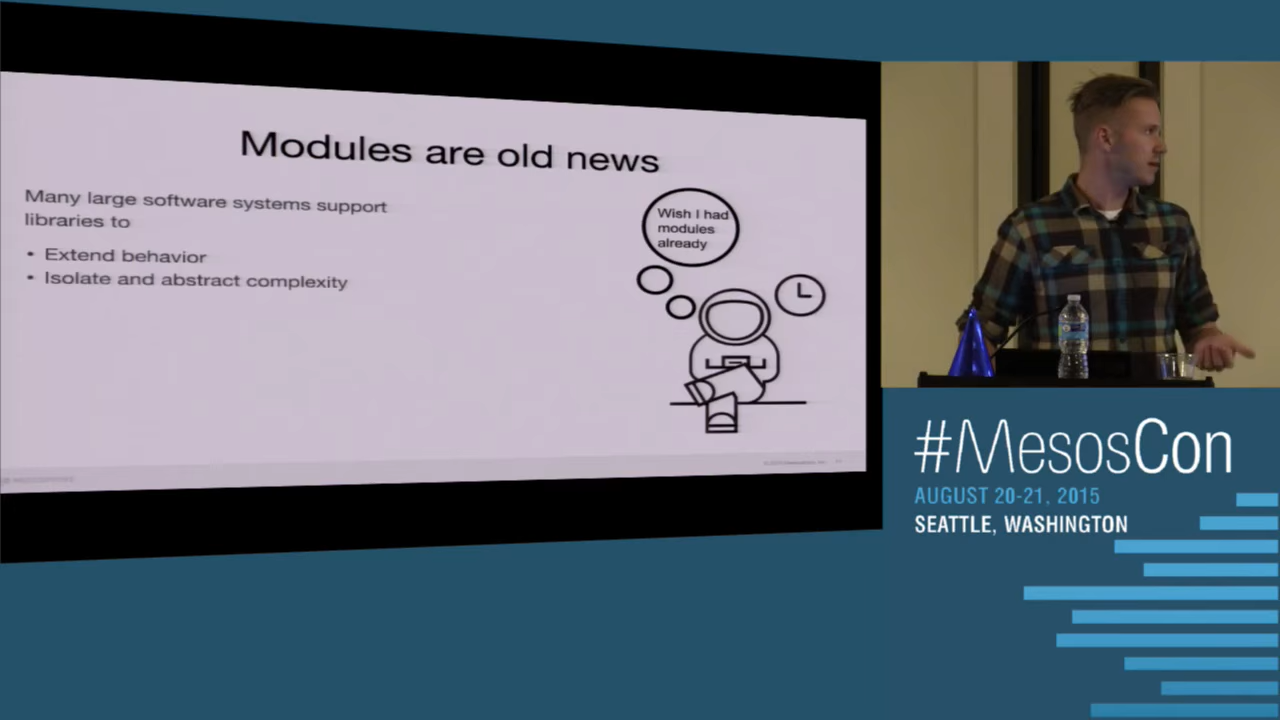 Modules are old news
Many large software systems support
libraries to
• Extend behavior
• Isolate and abstract complexity
Wish I had
modules
already
#MesosCon
AUGUST 20-21, 2015
SEATTLE, WASHINGTON